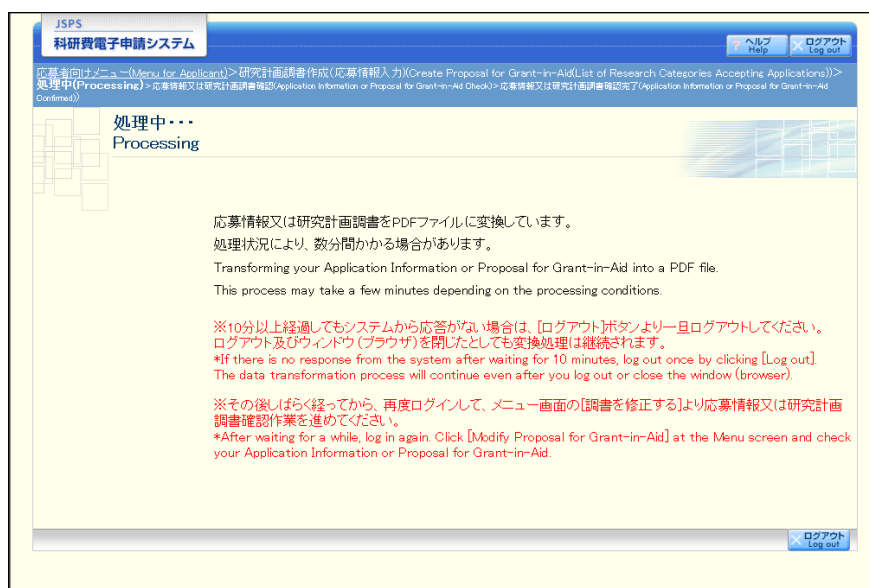 JSPS
科研費電子申請システム
ヘルプ
Help
ログアウト
Log out
応募者向けメニュー(Menu for Applicant)>研究計画調書作成(応募情報入力)(Create Proposal for Grant-in-Aid(List of Research Categories Accepting Applications))>
処理中(Processing)>応募情報又は研究計画調書確認(Application Information or Proposal for Grant-in-Aid Check)>応募情報又は研究計画調書確認完了(Application Information or Proposal for Grant-in-Aid
Confirmed))
処理中・・・
Processing
応募情報又は研究計画調書をPDFファイルに変換しています。
処理状況により、数分間かかる場合があります。
Transforming your Application Information or Proposal for Grant-in-Aid into a PDF file.
This process may take a few minutes depending on the processing conditions.
※10分以上経過してもシステムから応答がない場合は、[ログアウト]ボタンより一旦ログアウトしてください。
ログアウト及びウィンドウ(ブラウザ)を閉じたとしても変換処理は継続されます。
*If there is no response from the system after waiting for 10 minutes, log out once by clicking [Log out].
The data transformation process will continue even after you log out or close the window (browser).
※その後しばらく経ってから、再度ログインして、メニュー画面の[調書を修正する]より応募情報又は研究計画
調書確認作業を進めてください。
*After waiting for a while, log in again. Click [Modify Proposal for Grant-in-Aid] at the Menu screen and check
your Application Information or Proposal for Grant-in-Aid.
ログアウト
Log out